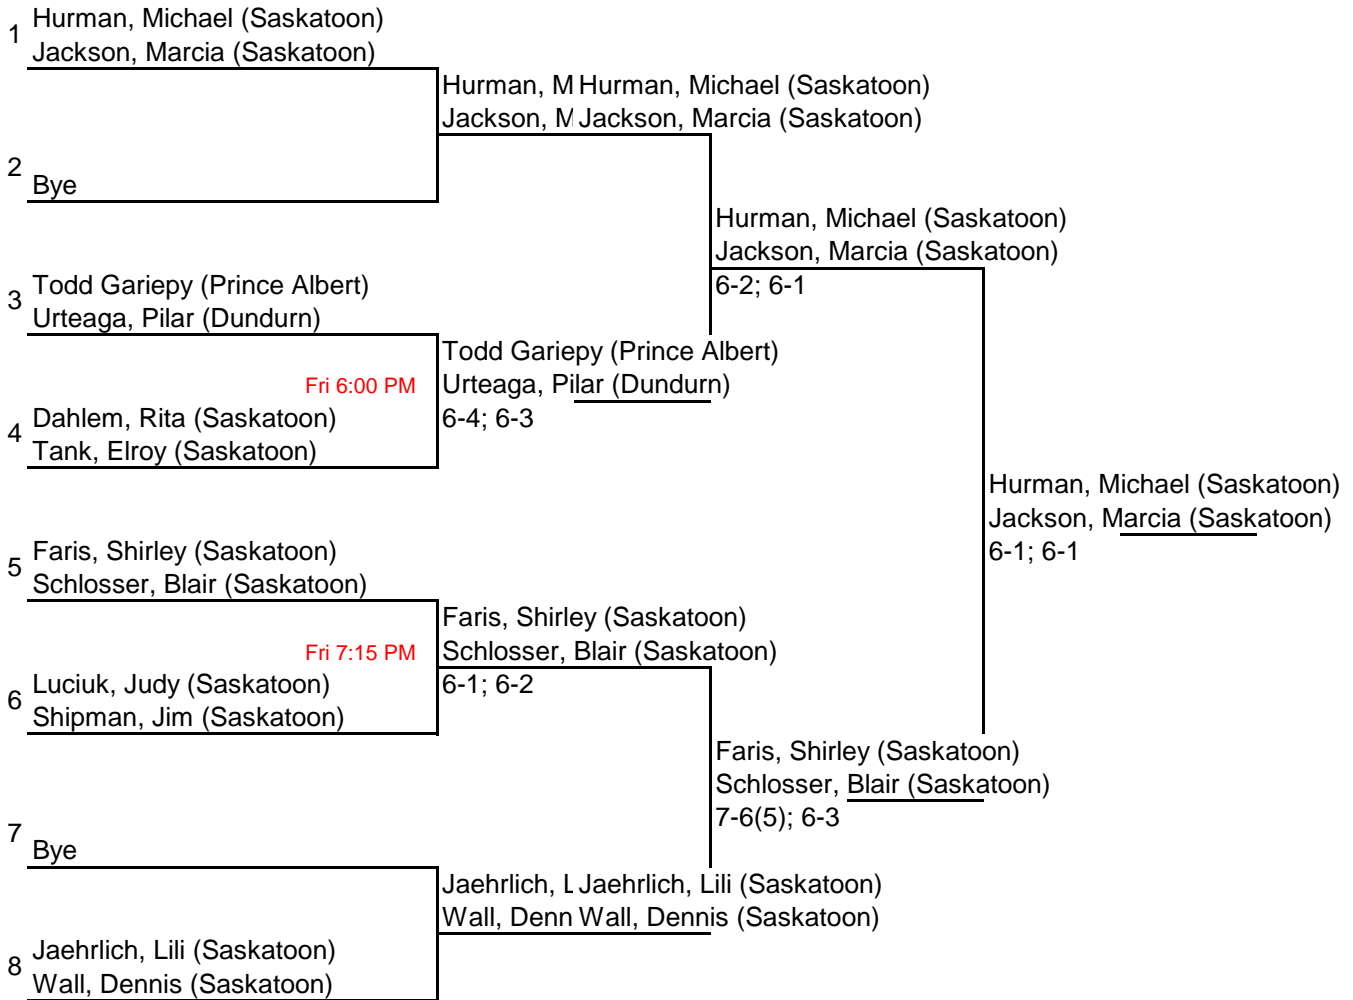 1
Hurman, Michael (Saskatoon)
Jackson, Marcia (Saskatoon)
Hurman, M Hurman, Michael (Saskatoon)
Jackson, M Jackson, Marcia (Saskatoon)
2
Bye
Hurman, Michael (Saskatoon)
Jackson, Marcia (Saskatoon)
6-2; 6-1
3
Todd Gariepy (Prince Albert)
Urteaga, Pilar (Dundurn)
Todd Gariepy (Prince Albert)
Urteaga, Pilar (Dundurn)
6-4; 6-3
Fri 6:00 PM
4
Dahlem, Rita (Saskatoon)
Tank, Elroy (Saskatoon)
Hurman, Michael (Saskatoon)
Jackson, Marcia (Saskatoon)
6-1; 6-1
5
Faris, Shirley (Saskatoon)
Schlosser, Blair (Saskatoon)
Faris, Shirley (Saskatoon)
Schlosser, Blair (Saskatoon)
6-1; 6-2
Fri 7:15 PM
6
Luciuk, Judy (Saskatoon)
Shipman, Jim (Saskatoon)
Faris, Shirley (Saskatoon)
Schlosser, Blair (Saskatoon)
7-6(5); 6-3
7
Bye
Jaehrlich, L Jaehrlich, Lili (Saskatoon)
Wall, Denn Wall, Dennis (Saskatoon)
8
Jaehrlich, Lili (Saskatoon)
Wall, Dennis (Saskatoon)